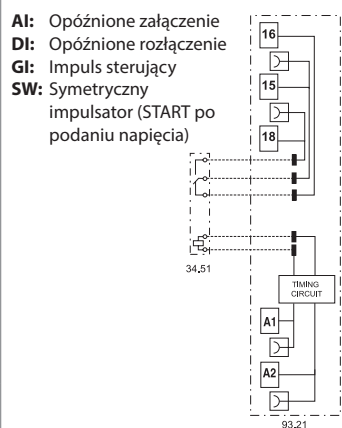 AI: Opóźnione załączenie
DI: Opóźnione rozłączenie
GI: Impuls sterujący
SW: Symetryczny
impulsator (START po
podaniu napięcia)
16
15
18
34.51
TIMING
CIRCUIT
A1
A2
93.21